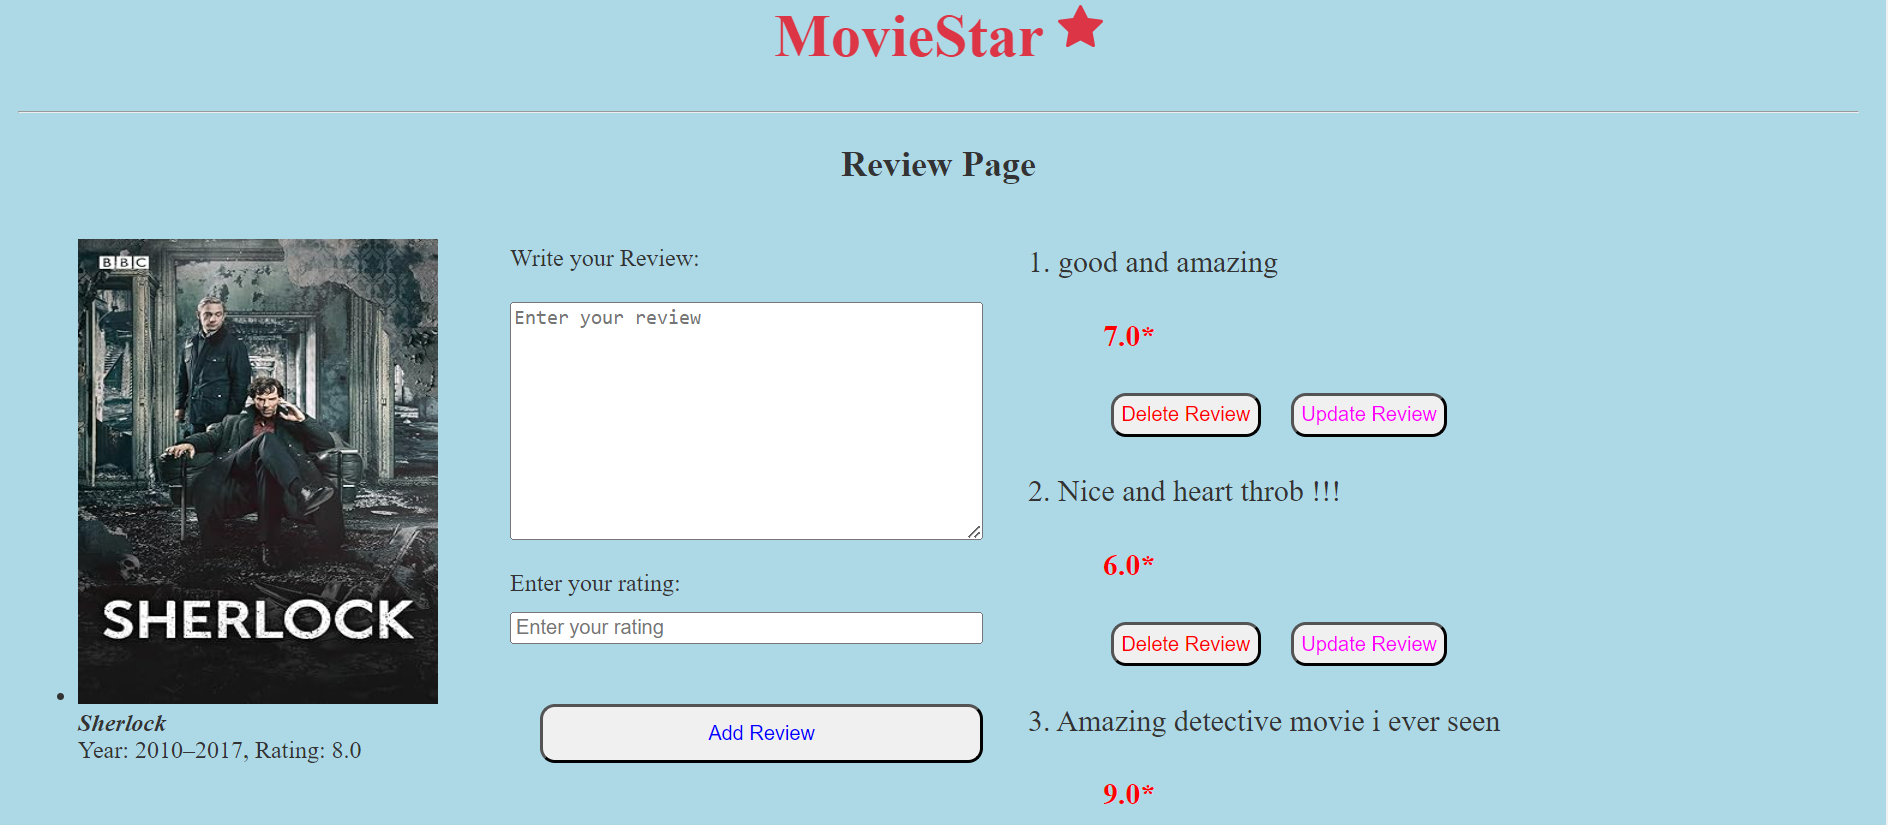 MovieStar
Review Page
BBC
SHERLOCK
Sherlock
Year: 2010–2017, Rating: 8.0
Write your Review:
Enter your review
Enter your rating:
Enter your rating
Add Review
1. good and amazing
7.0*
Delete Review Update Review
2. Nice and heart throb !!!
6.0*
Delete Review Update Review
3. Amazing detective movie i ever seen
9.0*